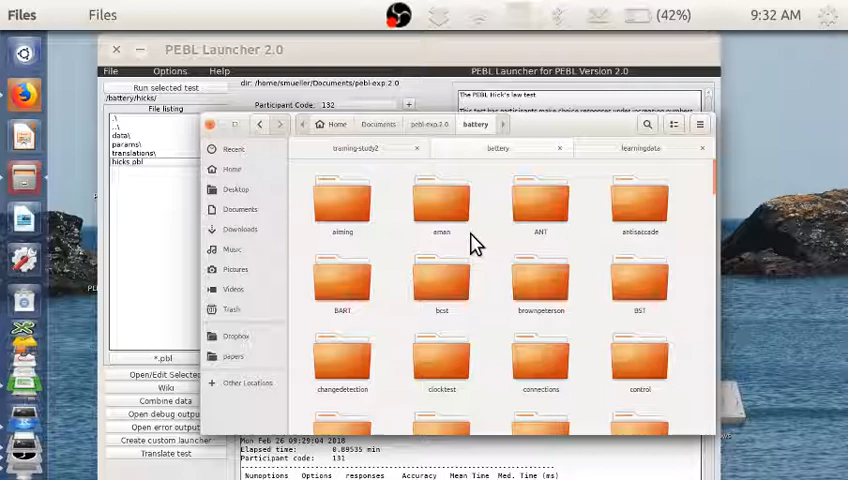 Files
Files
(42%)
9:32 AM
PEBL Launcher 2.0
File Options Help
PEBL Launcher for PEBL Version 2.0
Run selected test
dir: /home/smueller/Documents/pebl-exp.2.0
The PEBL Hick's law test
/battery/hicks/
Participant Code: 132 +
File listing
.\
..\
data\
params\
translations\
hicks.pbl
Home
Documents
pebl-exp.2.0
battery
training-study2
battery
learningdata
Recent
Home
Desktop
Documents
Downloads
Music
Pictures
Videos
Trash
Dropbox
papers
Other Locations
aiming
aman
ANT
antisaccade
BART
bcst
brownpeterson
BST
changedetection
clocktest
connections
control
*.pbl
Open/Edit Selected
Wiki
Combine data
Open debug output
Open error output
Create custom launcher
Translate test
Mon Feb 26 09:29:04 2018
Elapsed time: 0.89535 min
Participant code: 131
Numoptions Options responses Accuracy Mean Time Med. Time (ms)